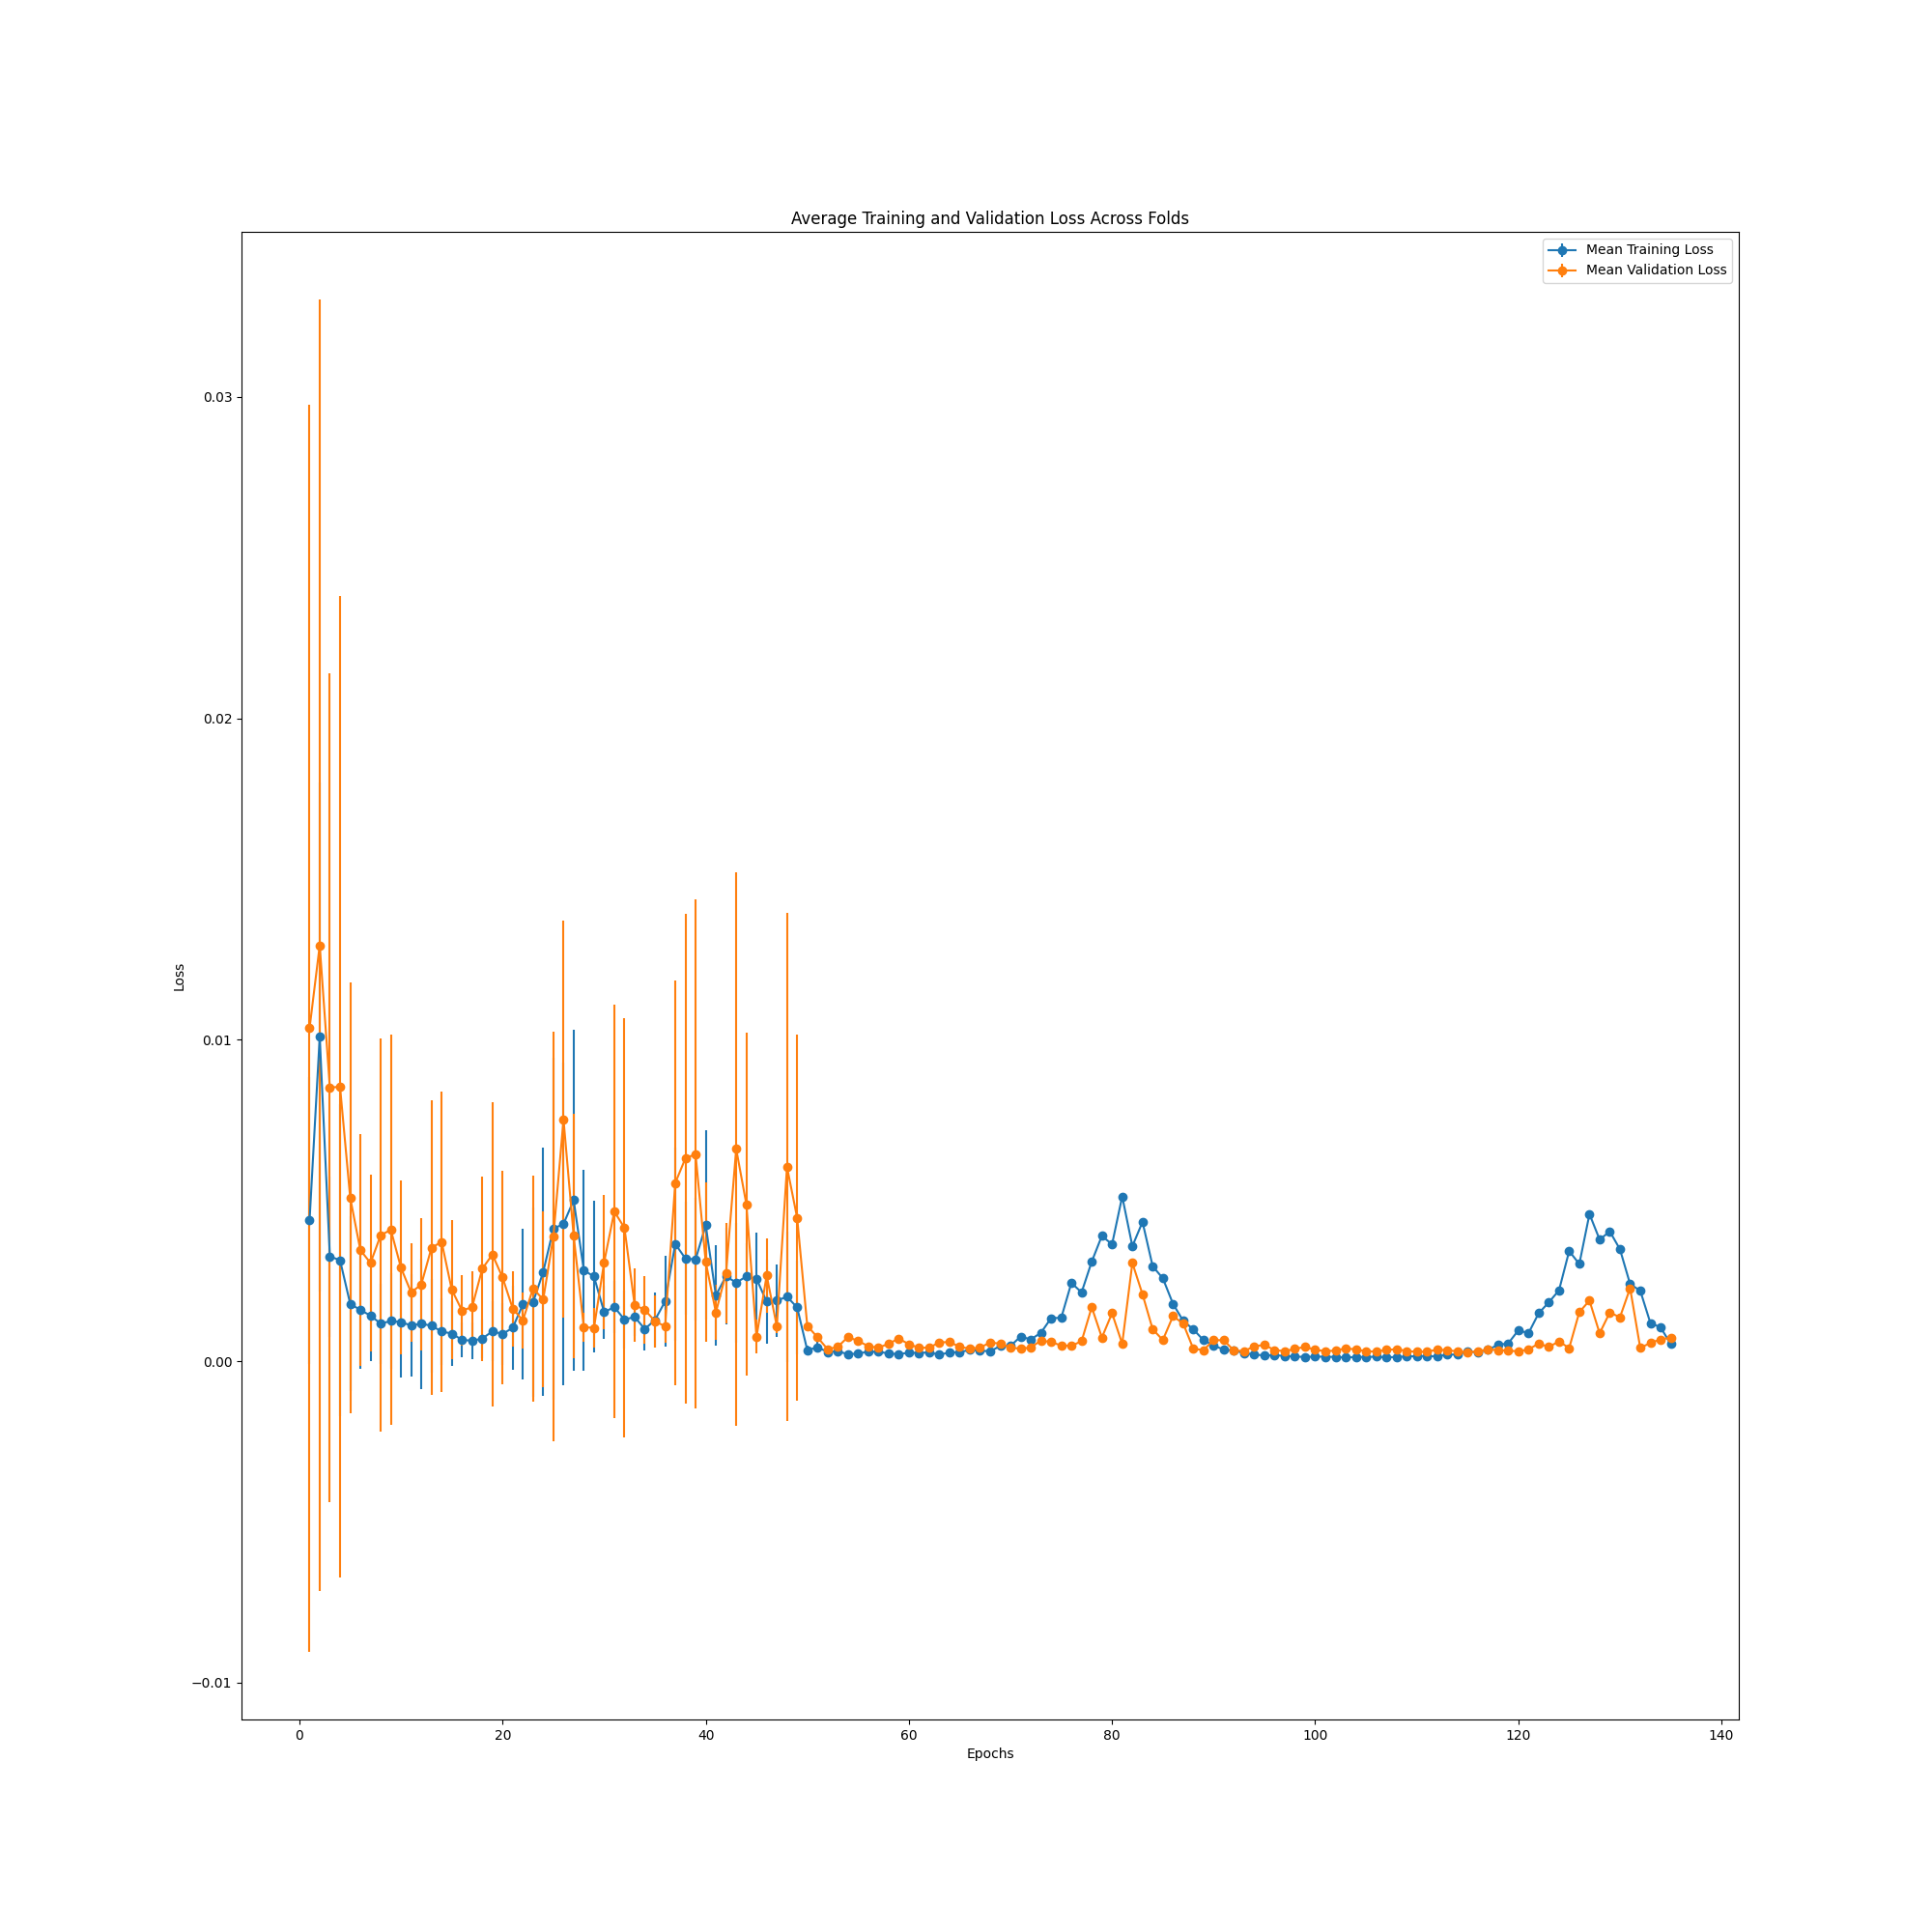 Average Training and Validation Loss Across Folds
Mean Training Loss
Mean Validation Loss
0.03
0.02
0.01
0.00
−0.01
Loss
0 20 40 60 80 100 120 140
Epochs